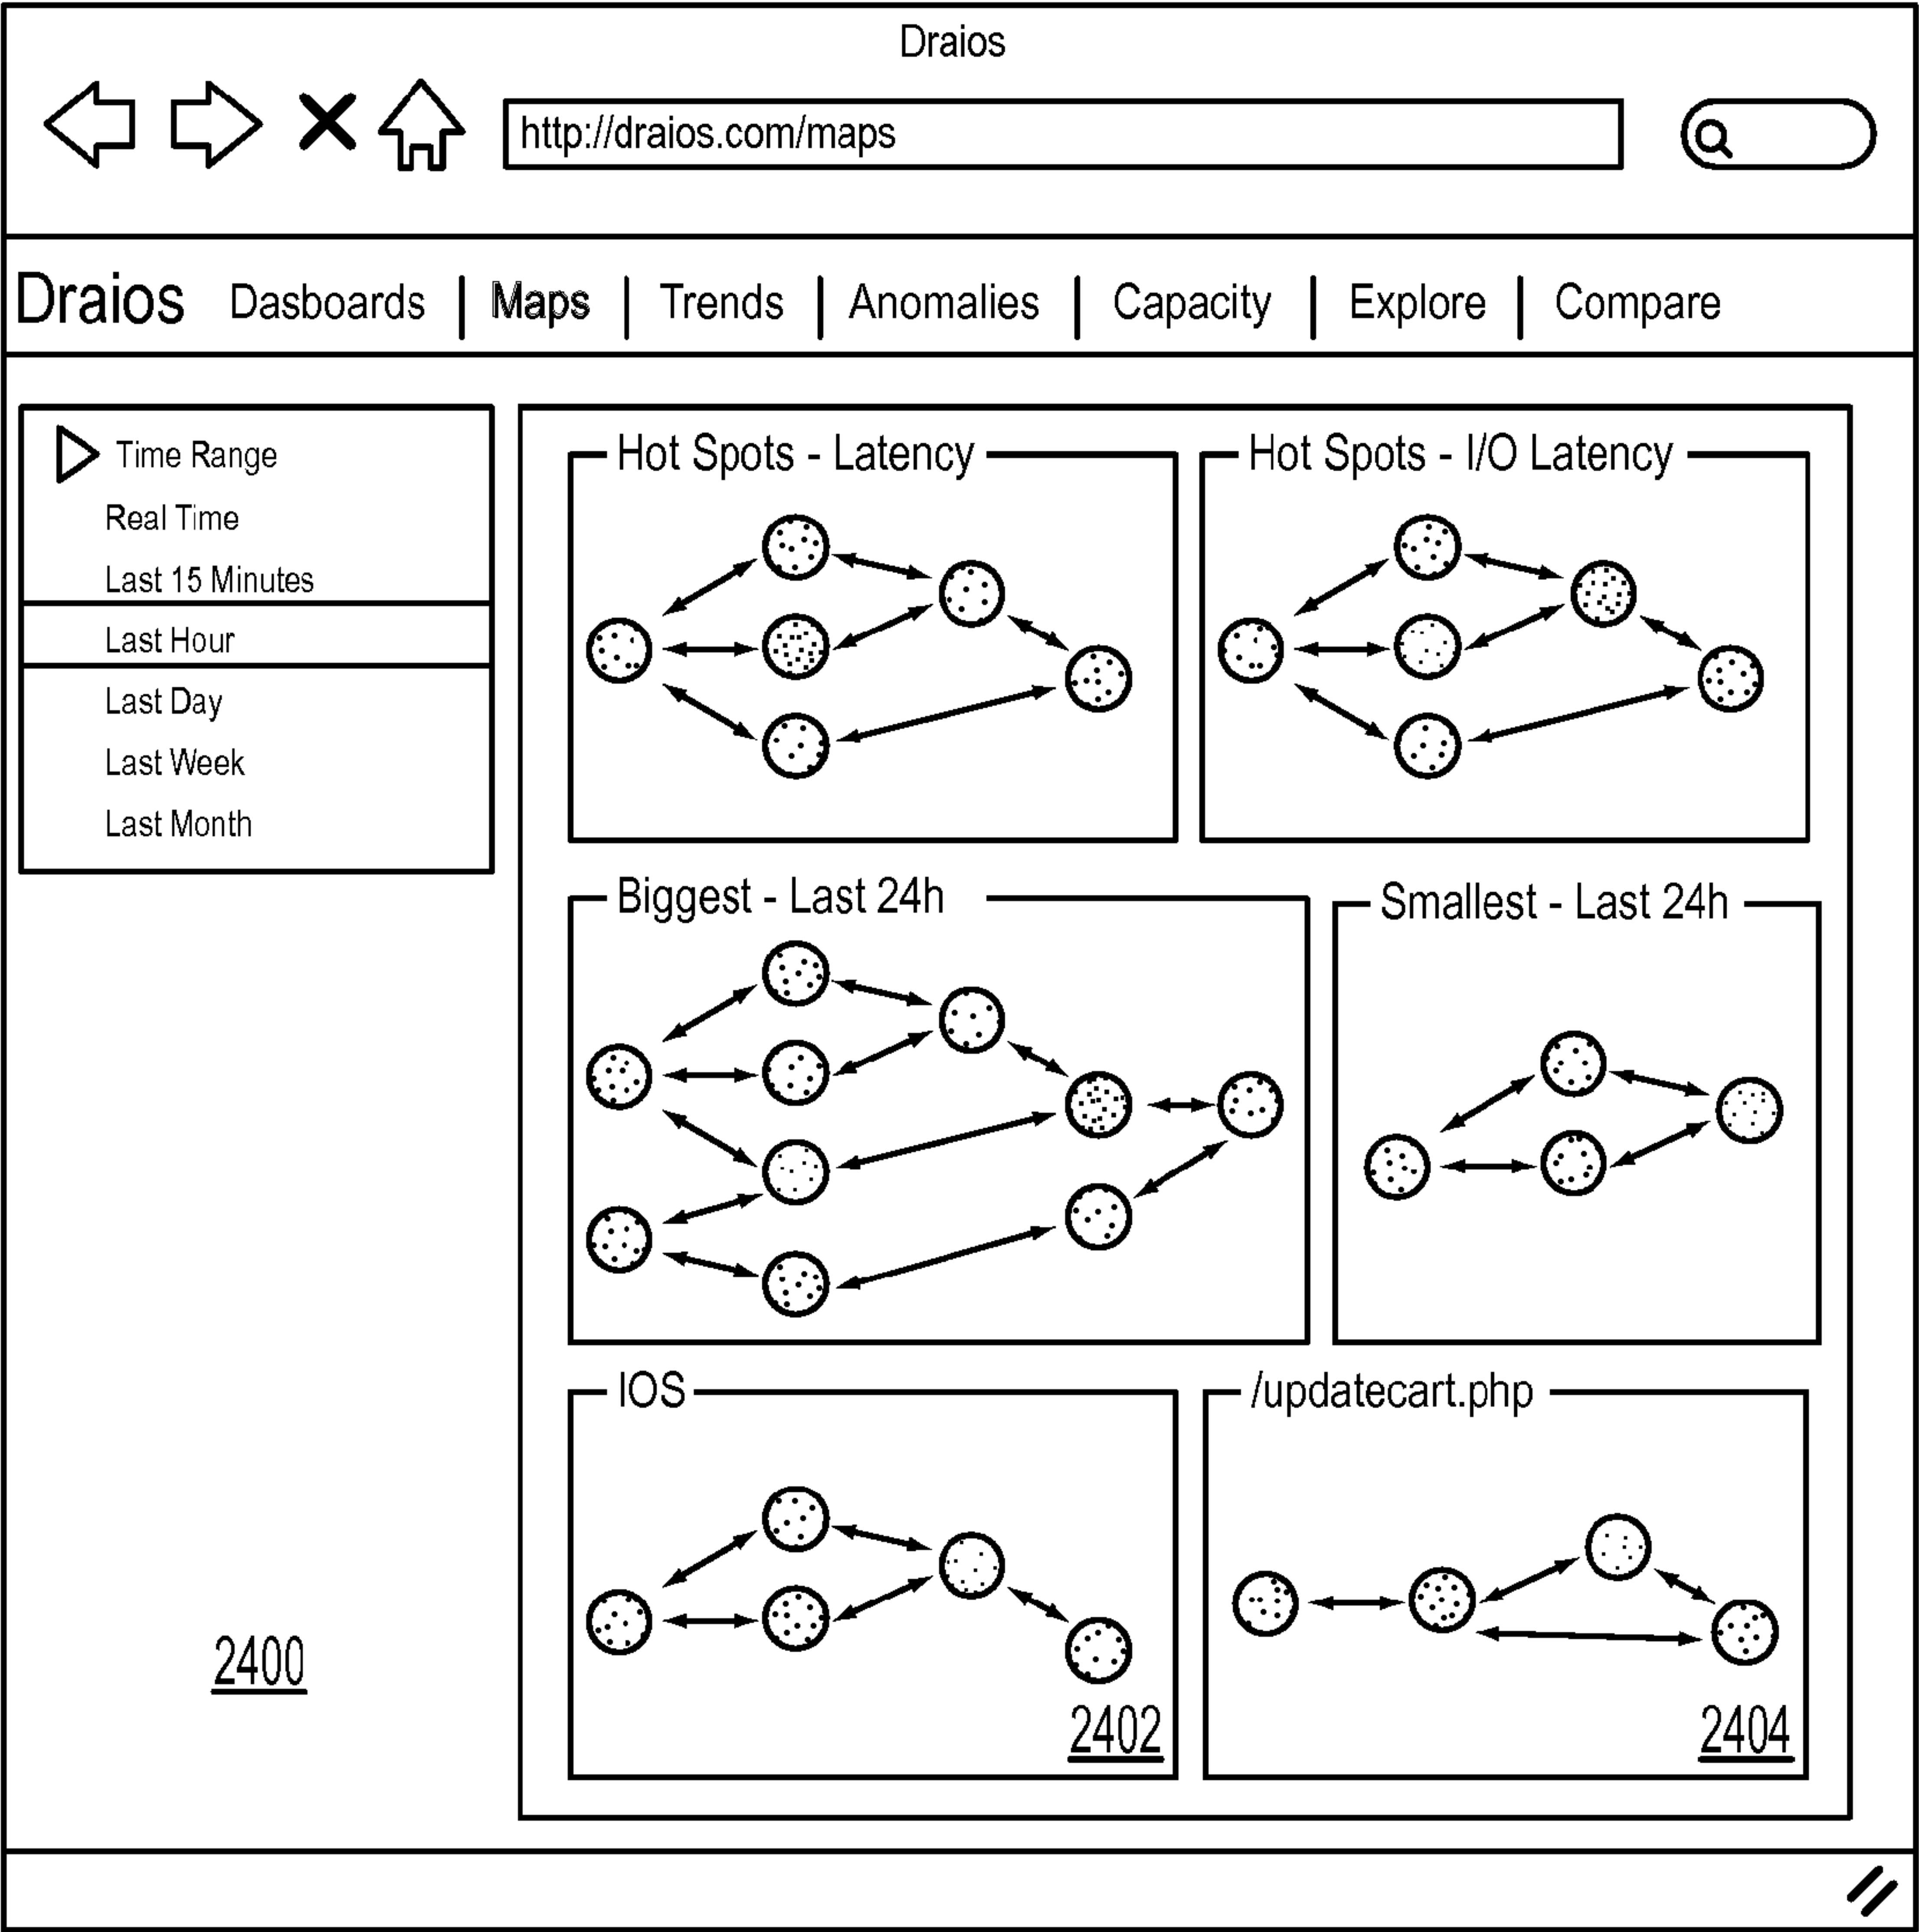 Draios
http://draios.com/maps
Draios Dasboards | Maps | Trends | Anomalies | Capacity | Explore | Compare
Time Range
Real Time
Last 15 Minutes
Last Hour
Last Day
Last Week
Last Month
Hot Spots - Latency
Hot Spots - I/O Latency
Biggest - Last 24h
Smallest - Last 24h
IOS
/updatecart.php
2400
2402
2404